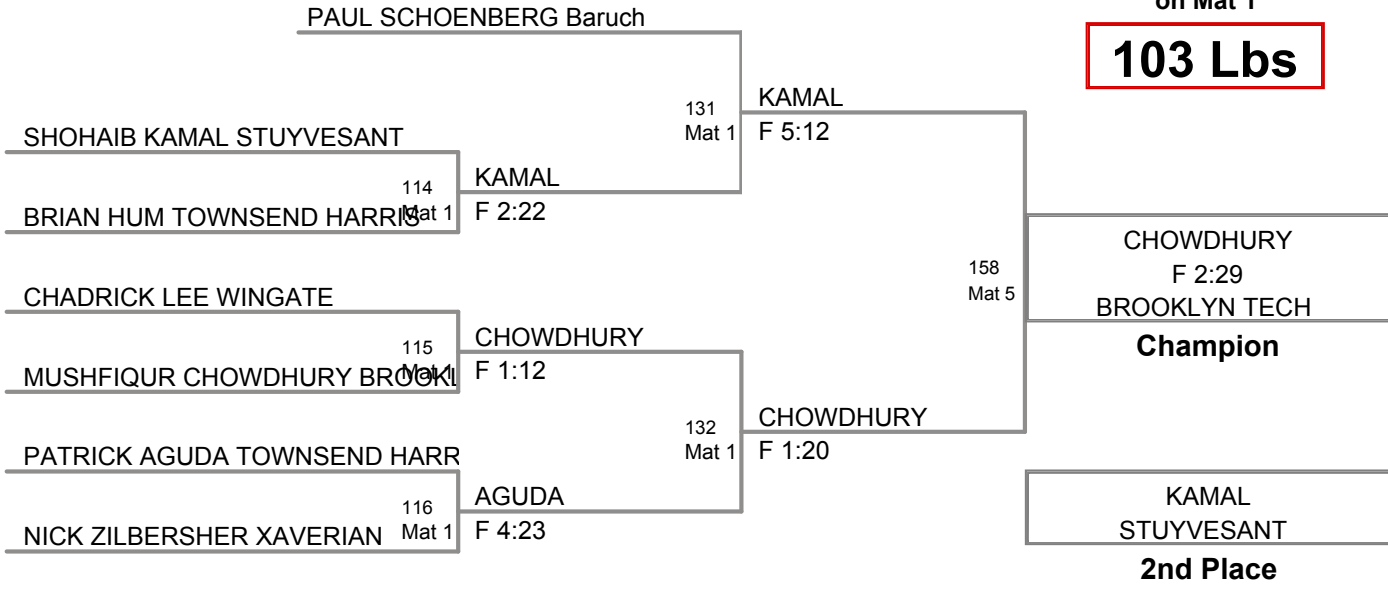 on Mat 1
103 Lbs
PAUL SCHOENBERG Baruch
131
Mat 1
KAMAL
F 5:12
SHOHAIB KAMAL STUYVESANT
114
Mat 1
KAMAL
F 2:22
BRIAN HUM TOWNSEND HARRIS
158
Mat 5
CHOWDHURY
F 2:29
BROOKLYN TECH
Champion
CHADRICK LEE WINGATE
115
Mat 1
CHOWDHURY
F 1:12
MUSHFIQUR CHOWDHURY BROOKL
132
Mat 1
CHOWDHURY
F 1:20
PATRICK AGUDA TOWNSEND HARR
116
Mat 1
AGUDA
F 4:23
NICK ZILBERSHER XAVERIAN
KAMAL
STUYVESANT
2nd Place